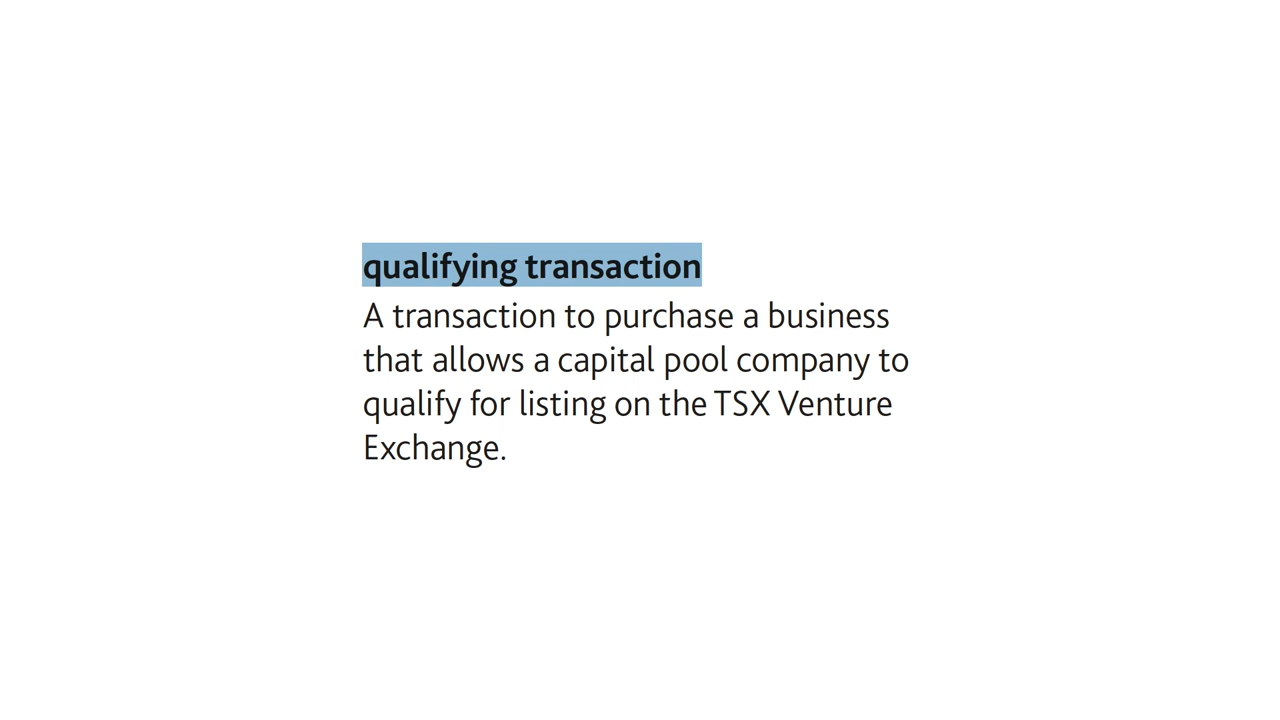 qualifying transaction
A transaction to purchase a business
that allows a capital pool company to
qualify for listing on the TSX Venture
Exchange.